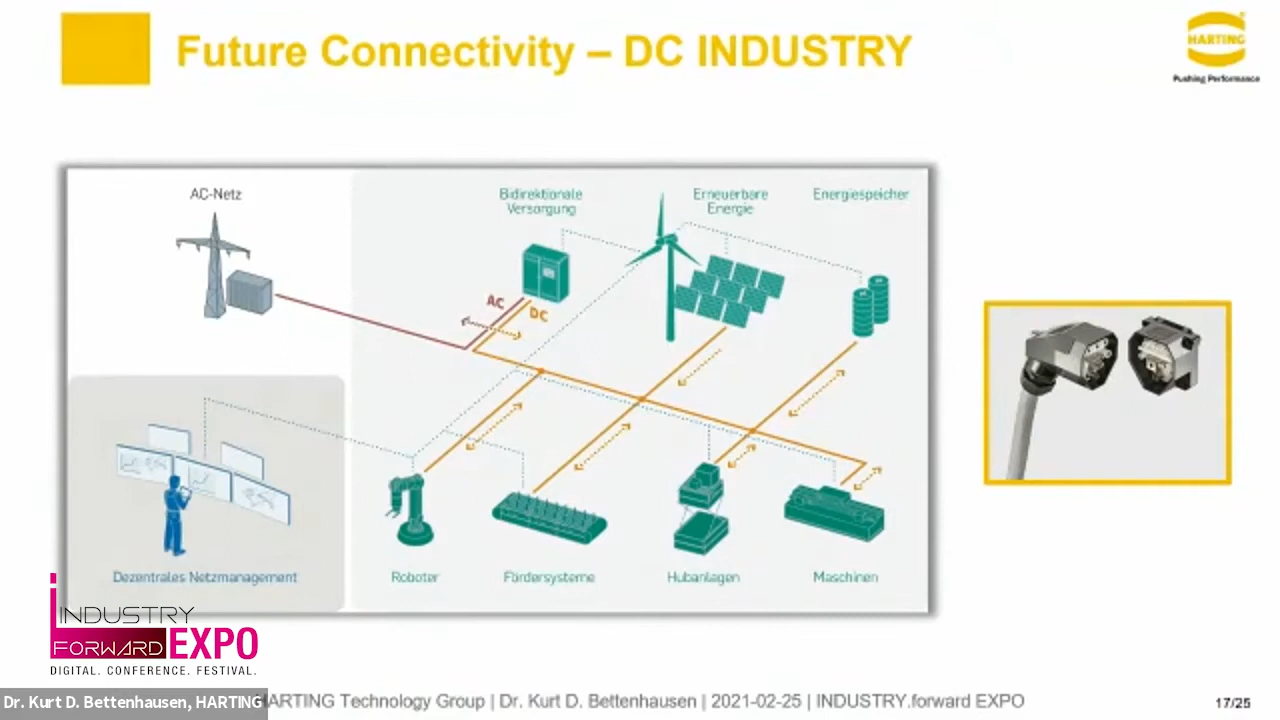 Future Connectivity – DC INDUSTRY
HARTING
Pushing Performance
AC-Netz
Bidirektionale
Versorgung
Erneuerbare
Energie
Energiespeicher
AC
DC
Dezentrales Netzmanagement
Roboter
Fördersysteme
Hubanlagen
Maschinen
INDUSTRY
FORWARD EXPO
DIGITAL. CONFERENCE. FESTIVAL.
Dr. Kurt D. Bettenhausen, HARTING
HARTING Technology Group | Dr. Kurt D. Bettenhausen | 2021-02-25 | INDUSTRY.forward EXPO
17/25